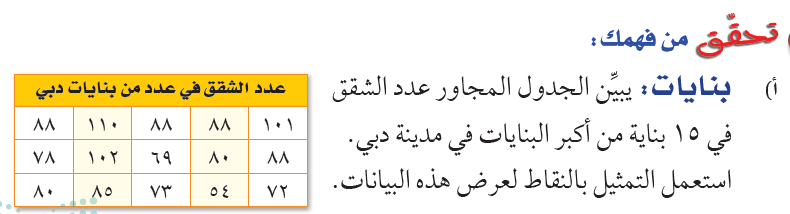 تحقّق من فهمك:
أ) بنايات: يبيِّن الجدول المجاور عدد الشقق
في ١٥ بناية من أكبر البنايات في مدينة دبي.
استعمل التمثيل بالنقاط لعرض هذه البيانات.
عدد الشقق في عدد من بنايات دبي
١٠١ ٨٨ ٨٨ ١١٠ ٨٨
٨٨ ٨٠ ٦٩ ١٠٢ ٧٨
٧٢ ٥٤ ٧٣ ٨٥ ٨٠